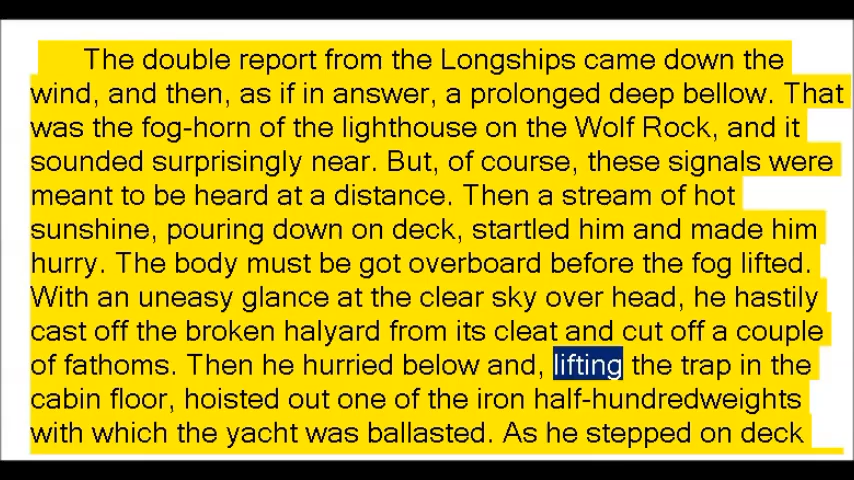 The double report from the Longships came down the
wind, and then, as if in answer, a prolonged deep bellow. That
was the fog-horn of the lighthouse on the Wolf Rock, and it
sounded surprisingly near. But, of course, these signals were
meant to be heard at a distance. Then a stream of hot
sunshine, pouring down on deck, startled him and made him
hurry. The body must be got overboard before the fog lifted.
With an uneasy glance at the clear sky over head, he hastily
cast off the broken halyard from its cleat and cut off a couple
of fathoms. Then he hurried below and, lifting the trap in the
cabin floor, hoisted out one of the iron half-hundredweights
with which the yacht was ballasted. As he stepped on deck